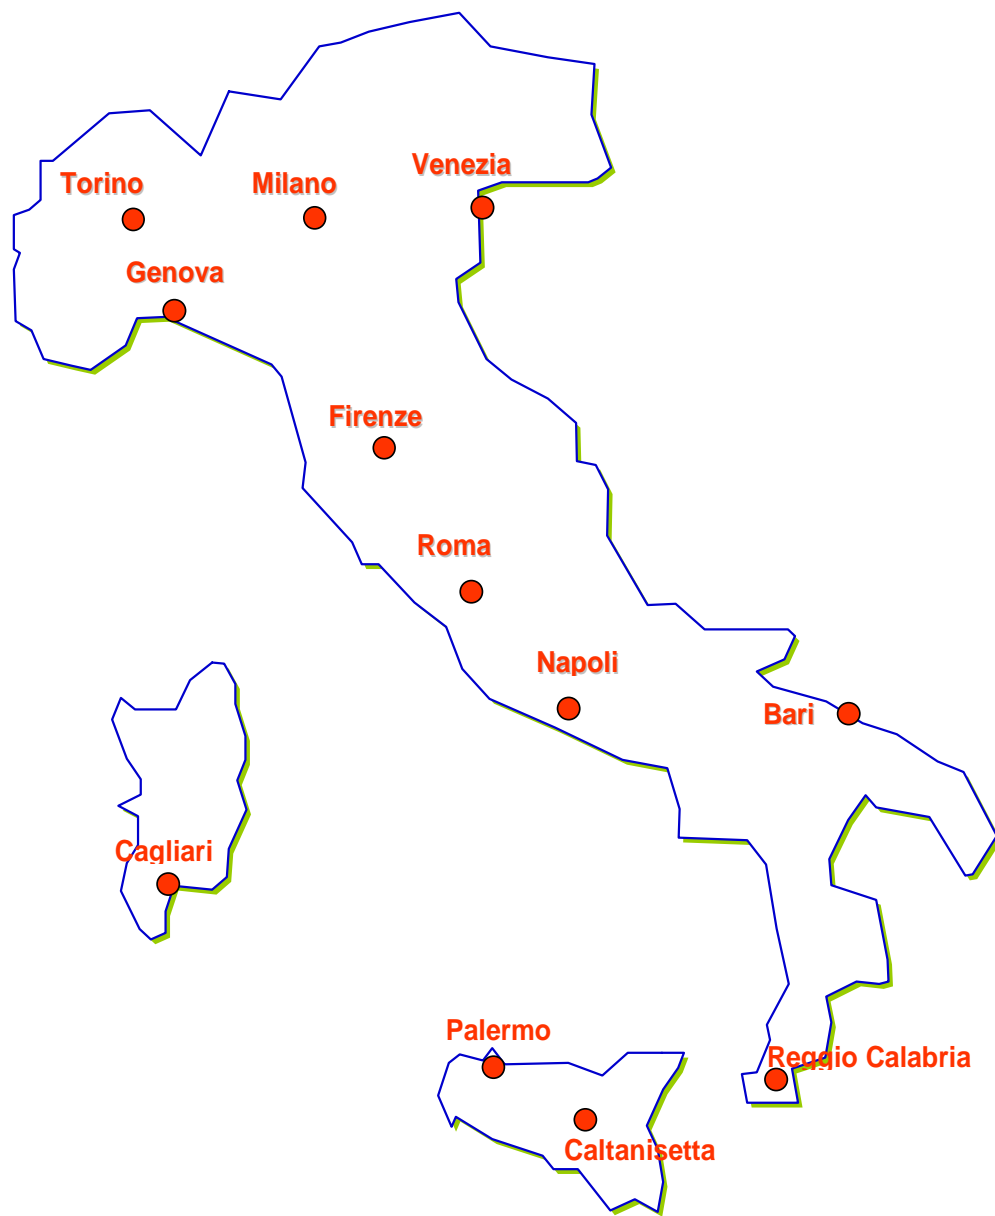 Venezia
Torino
Milano
Genova
Firenze
Roma
Napoli
Bari
Cagliari
Palermo
Reggio Calabria
Caltanisetta